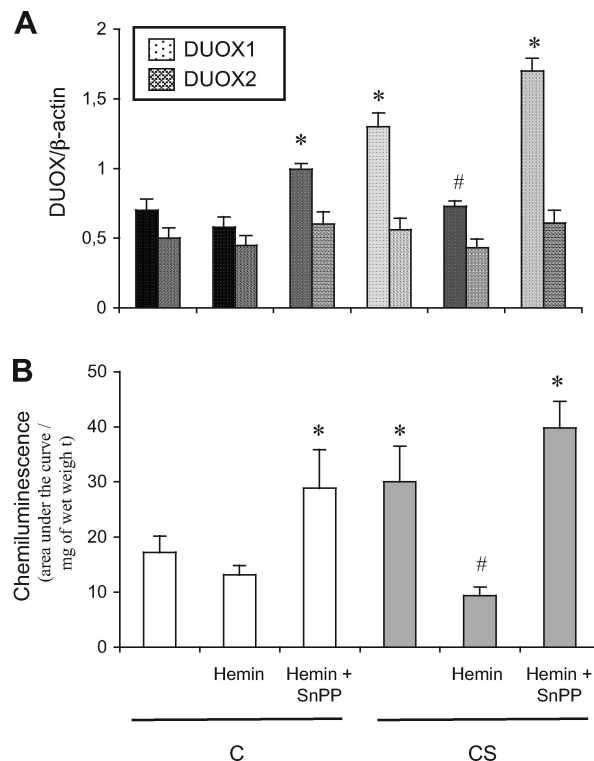 A
DUOX1
DUOX2
DUOX/β-actin
2
1,5
1
0,5
0
*
*
#
*
B
Chemiluminescence
(area under the curve /
mg of wet weigh t)
50
40
30
20
10
0
*
*
#
*
Hemin
Hemin +
SnPP
Hemin
Hemin +
SnPP
C
CS